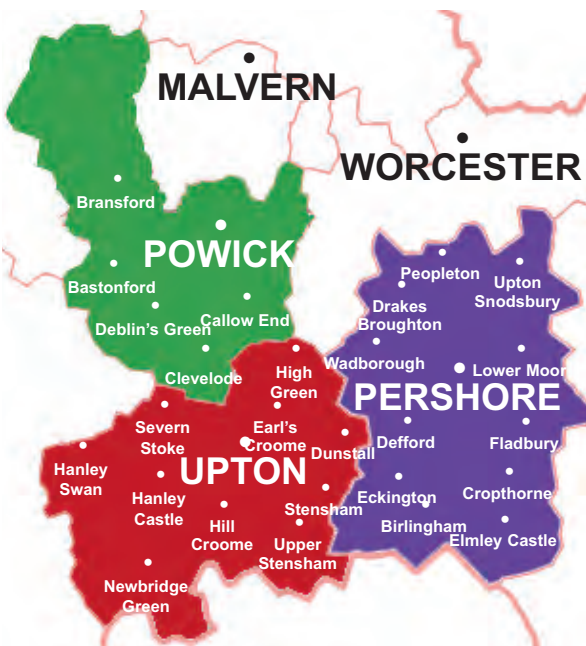 MALVERN
WORCESTER
Bransford
POWICK
Bastonford
Deblin's Green
Callow End
Clevelode
Peopleton
Upton
Snodsbury
Drakes
Broughton
Wadborough
Lower Moor
PERSHORE
Defford
Fladbury
Eckington
Cropthorne
Birlingham
Elmley Castle
High
Green
Severn
Stoke
Earl's
Croome
Dunstall
UPTON
Hanley
Swan
Hanley
Castle
Stensham
Hill
Croome
Upper
Stensham
Newbridge
Green